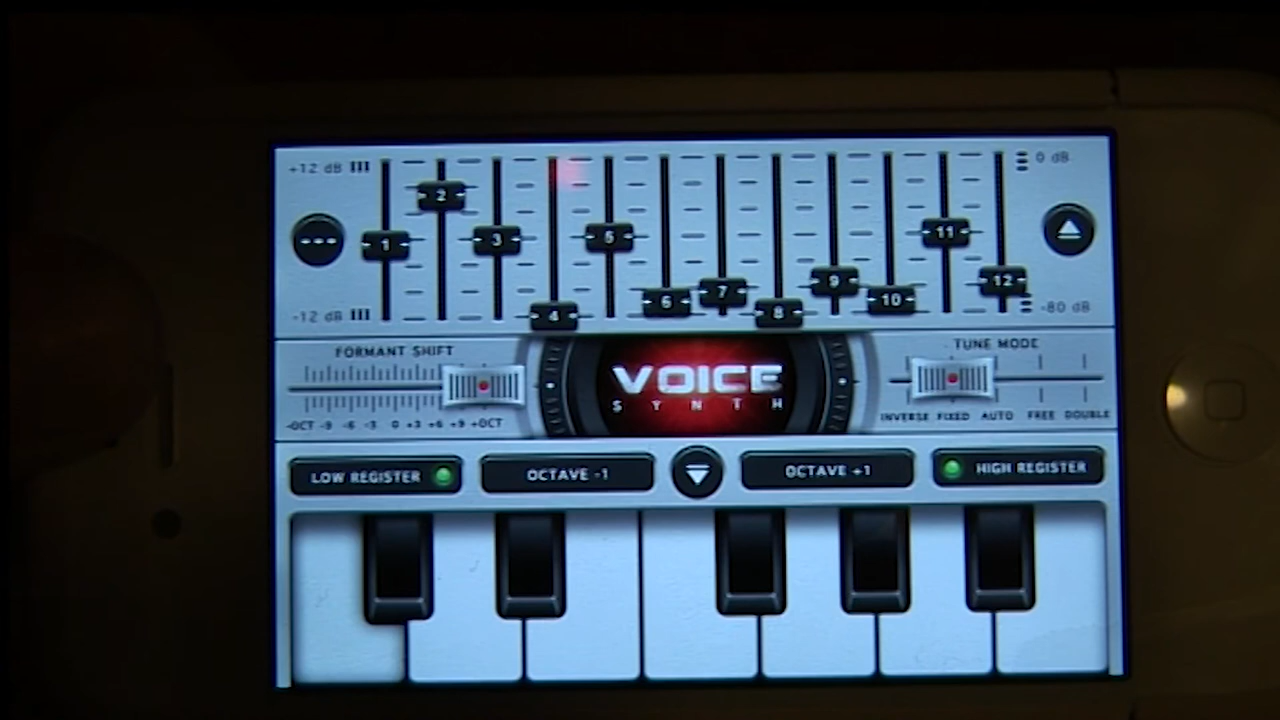 +12 dB
0 dB
1 2 3 4 5 6 7 8 9 10 11 12
-12 dB
-80 dB
FORMANT SHIFT
-OCT -9 -6 -3 0 +3 +6 +9 +OCT
VOICE
SYNTH
TUNE MODE
INVERSE FIXED AUTO FREE DOUBLE
LOW REGISTER
OCTAVE -1
OCTAVE +1
HIGH REGISTER